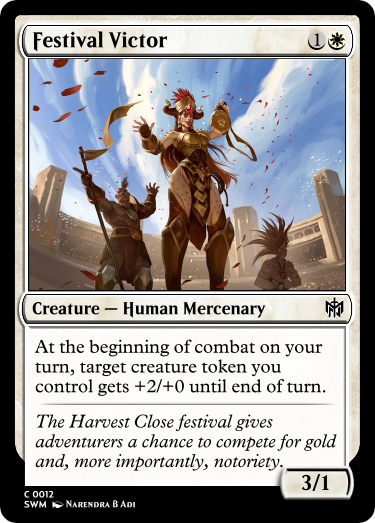 Festival Victor 1
Creature — Human Mercenary
At the beginning of combat on your
turn, target creature token you
control gets +2/+0 until end of turn.
The Harvest Close festival gives
adventurers a chance to compete for gold
and, more importantly, notoriety.
3/1
C 0012
SWM Narendra B Adi